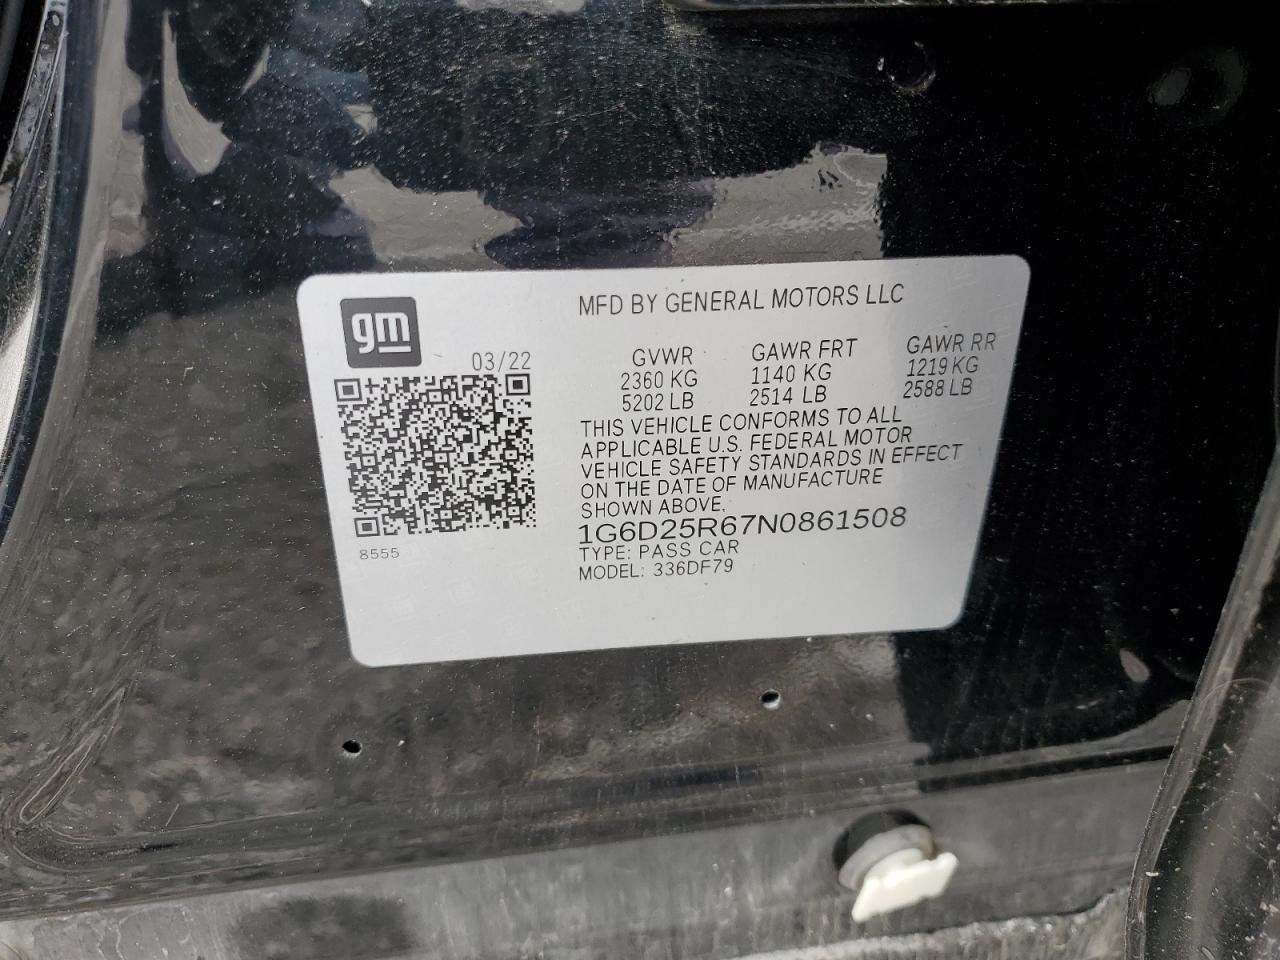 gm
MFD BY GENERAL MOTORS LLC
03/22
GVWR GAWR FRT GAWR RR
2360 KG 1140 KG 1219 KG
5202 LB 2514 LB 2588 LB
THIS VEHICLE CONFORMS TO ALL
APPLICABLE U.S. FEDERAL MOTOR
VEHICLE SAFETY STANDARDS IN EFFECT
ON THE DATE OF MANUFACTURE
SHOWN ABOVE.
1G6D25R67N0861508
8555
TYPE: PASS CAR
MODEL: 336DF79